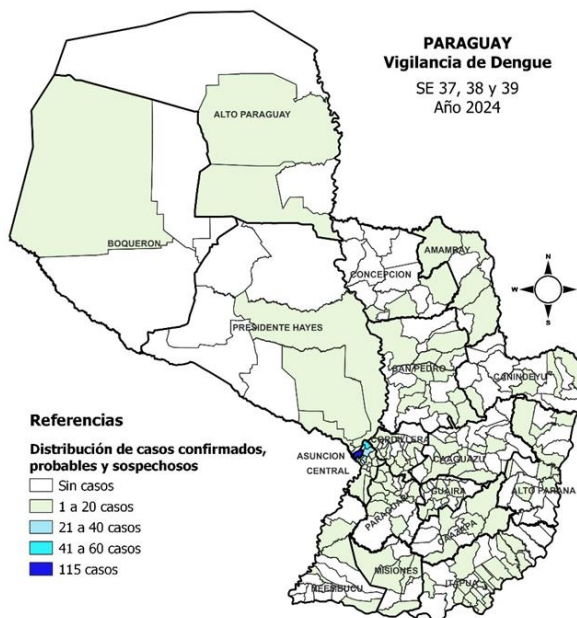 PARAGUAY
Vigilancia de Dengue
SE 37, 38 y 39
Año 2024
ALTO PARAGUAY
BOQUERON
CONCEPCION
AMAMBAY
N
W
E
S
PRESIDENTE HAYES
SAN PEDRO
CANINDEYU
CORDILLERA
ASUNCION
CENTRAL
CAAGUAZU
GUAIRA
ALTO PARANA
PARAGUARI
CAAZAPA
MISIONES
ÑEEMBUCU
ITAPUA
Referencias
Distribución de casos confirmados,
probables y sospechosos
Sin casos
1 a 20 casos
21 a 40 casos
41 a 60 casos
115 casos